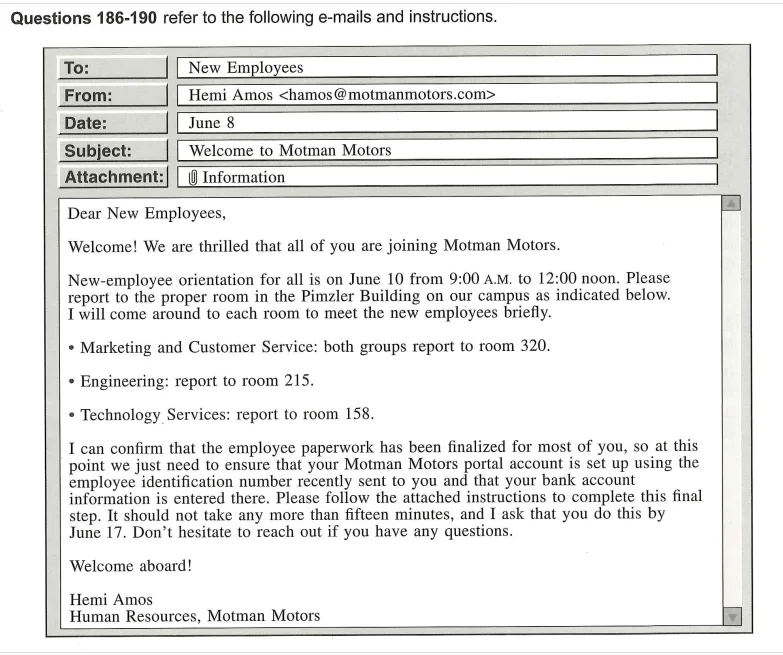 Questions 186-190 refer to the following e-mails and instructions.
To: New Employees
From: Hemi Amos <hamos@motmanmotors.com>
Date: June 8
Subject: Welcome to Motman Motors
Attachment: Information
Dear New Employees,
Welcome! We are thrilled that all of you are joining Motman Motors.
New-employee orientation for all is on June 10 from 9:00 A.M. to 12:00 noon. Please
report to the proper room in the Pimzler Building on our campus as indicated below.
I will come around to each room to meet the new employees briefly.
• Marketing and Customer Service: both groups report to room 320.
• Engineering: report to room 215.
• Technology Services: report to room 158.
I can confirm that the employee paperwork has been finalized for most of you, so at this
point we just need to ensure that your Motman Motors portal account is set up using the
employee identification number recently sent to you and that your bank account
information is entered there. Please follow the attached instructions to complete this final
step. It should not take any more than fifteen minutes, and I ask that you do this by
June 17. Don't hesitate to reach out if you have any questions.
Welcome aboard!
Hemi Amos
Human Resources, Motman Motors